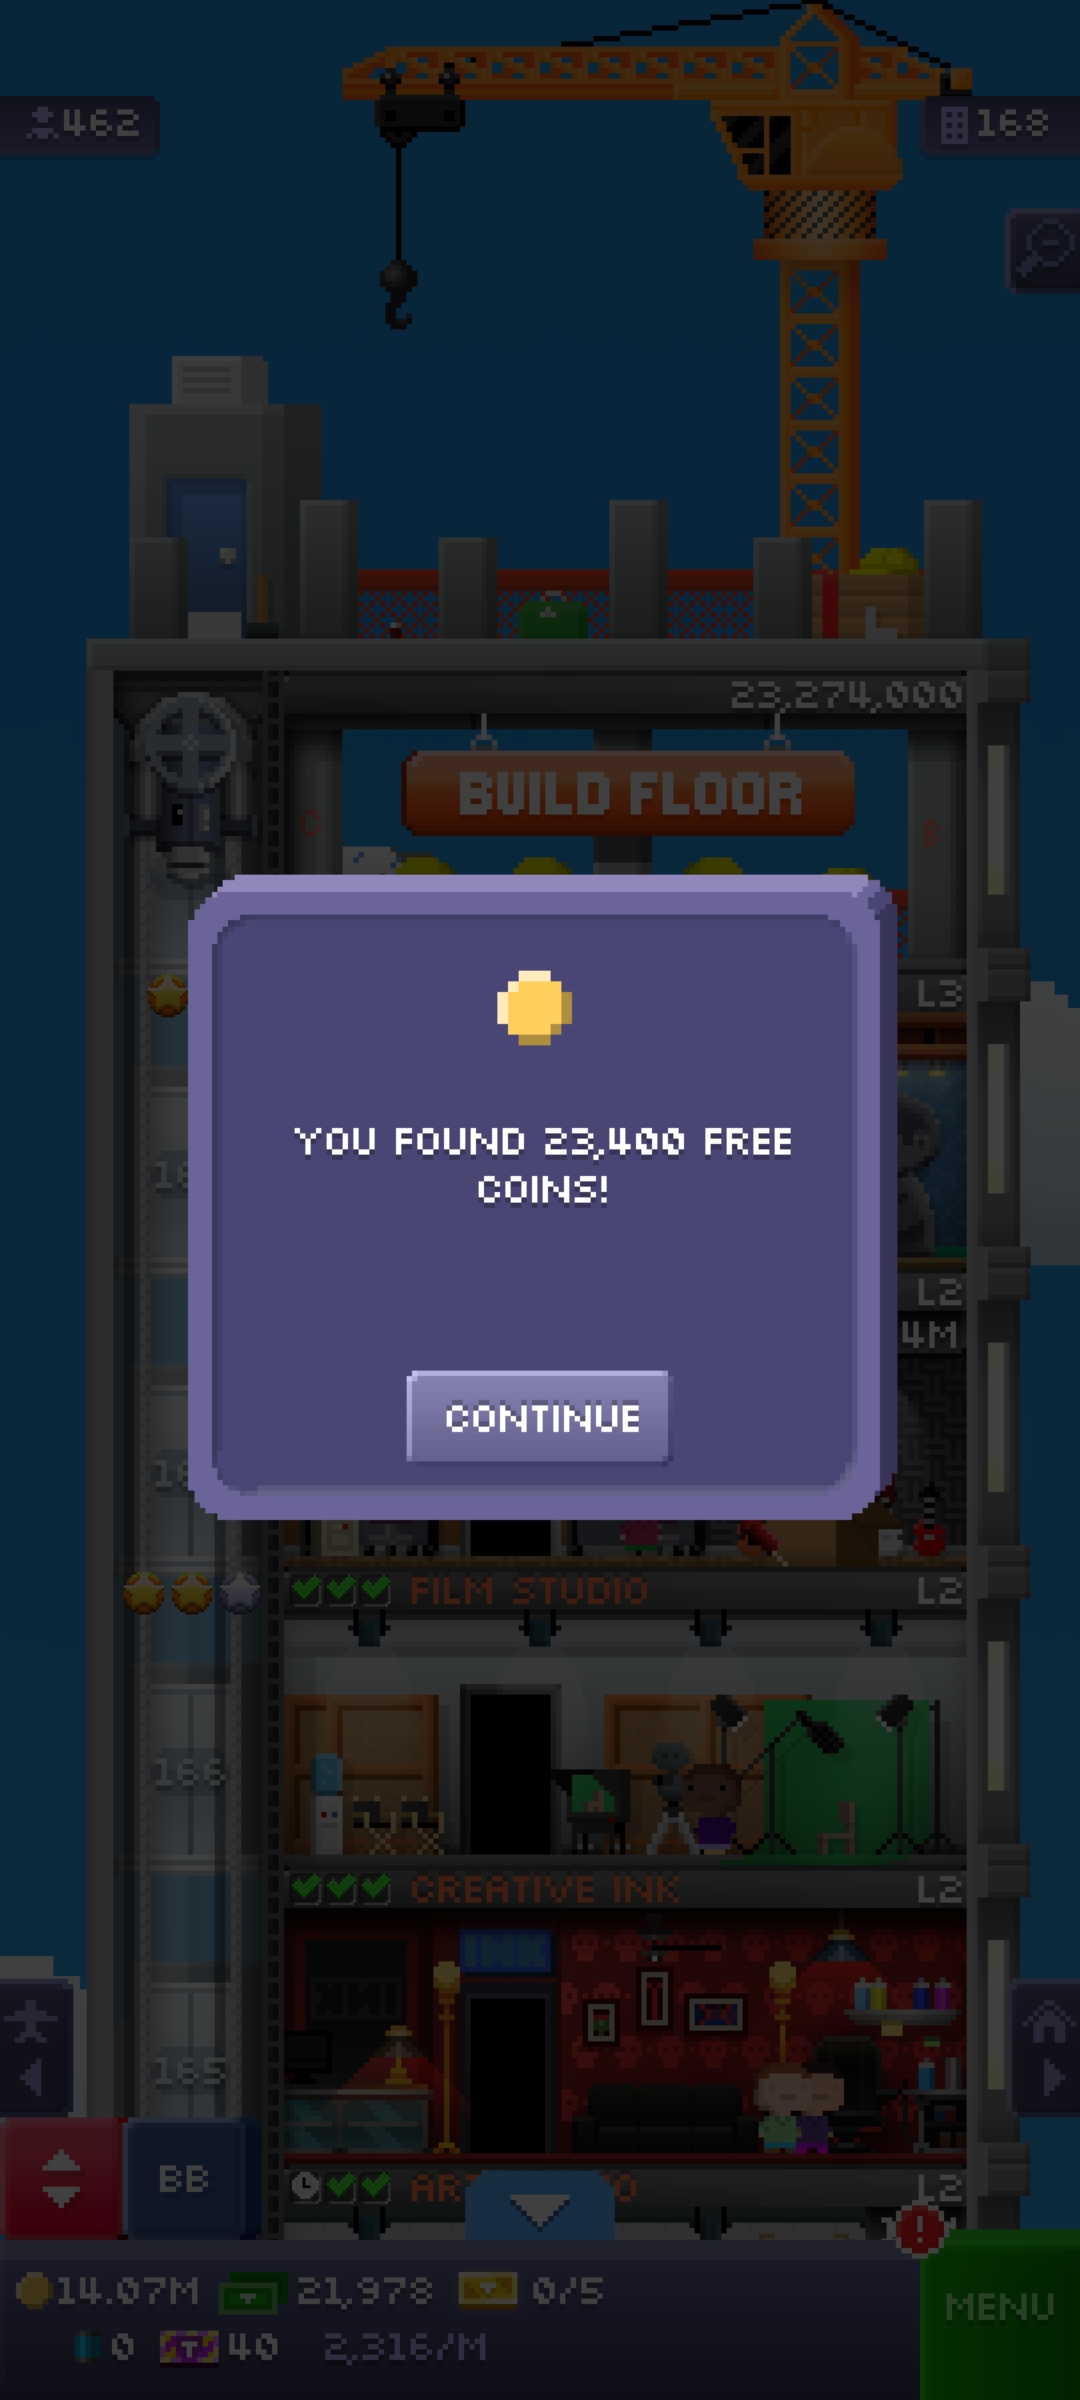 462
168
23,274,000
BUILD FLOOR
C
B
L3
YOU FOUND 23,400 FREE
COINS!
L2
4M
CONTINUE
FILM STUDIO
L2
166
CREATIVE INK
L2
INK
165
BB
L2
14.07M
21,978
0/5
MENU
0
40
2,316/M